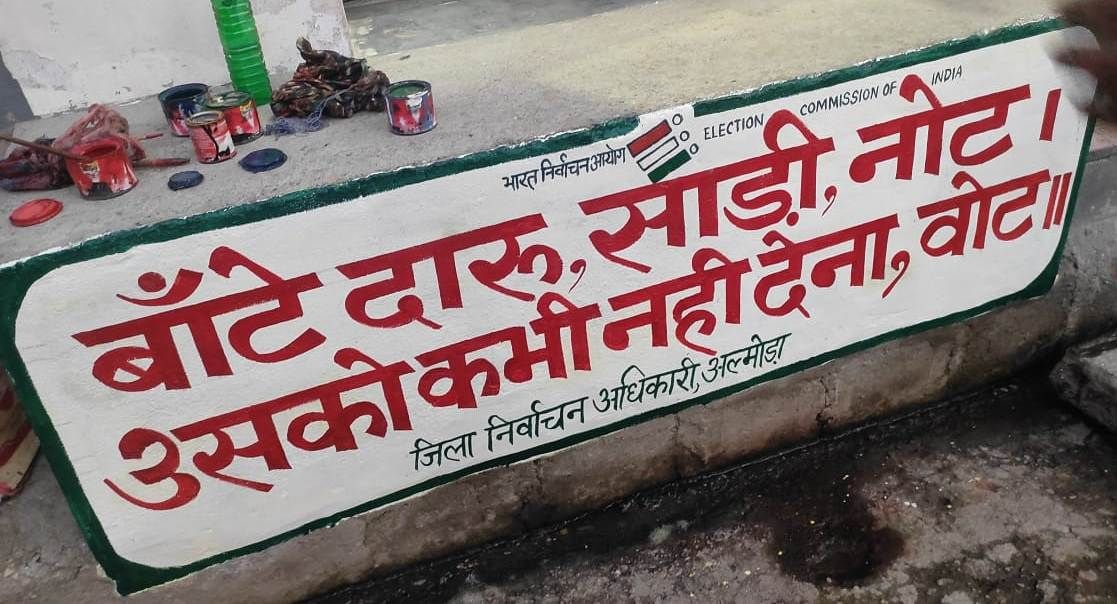 भारत निर्वाचन आयोग ELECTION COMMISSION OF INDIA
बाँटे दारू, साड़ी, नोट।
उसको कभी नही देना, वोट॥
जिला निर्वाचन अधिकारी, अल्मोड़ा